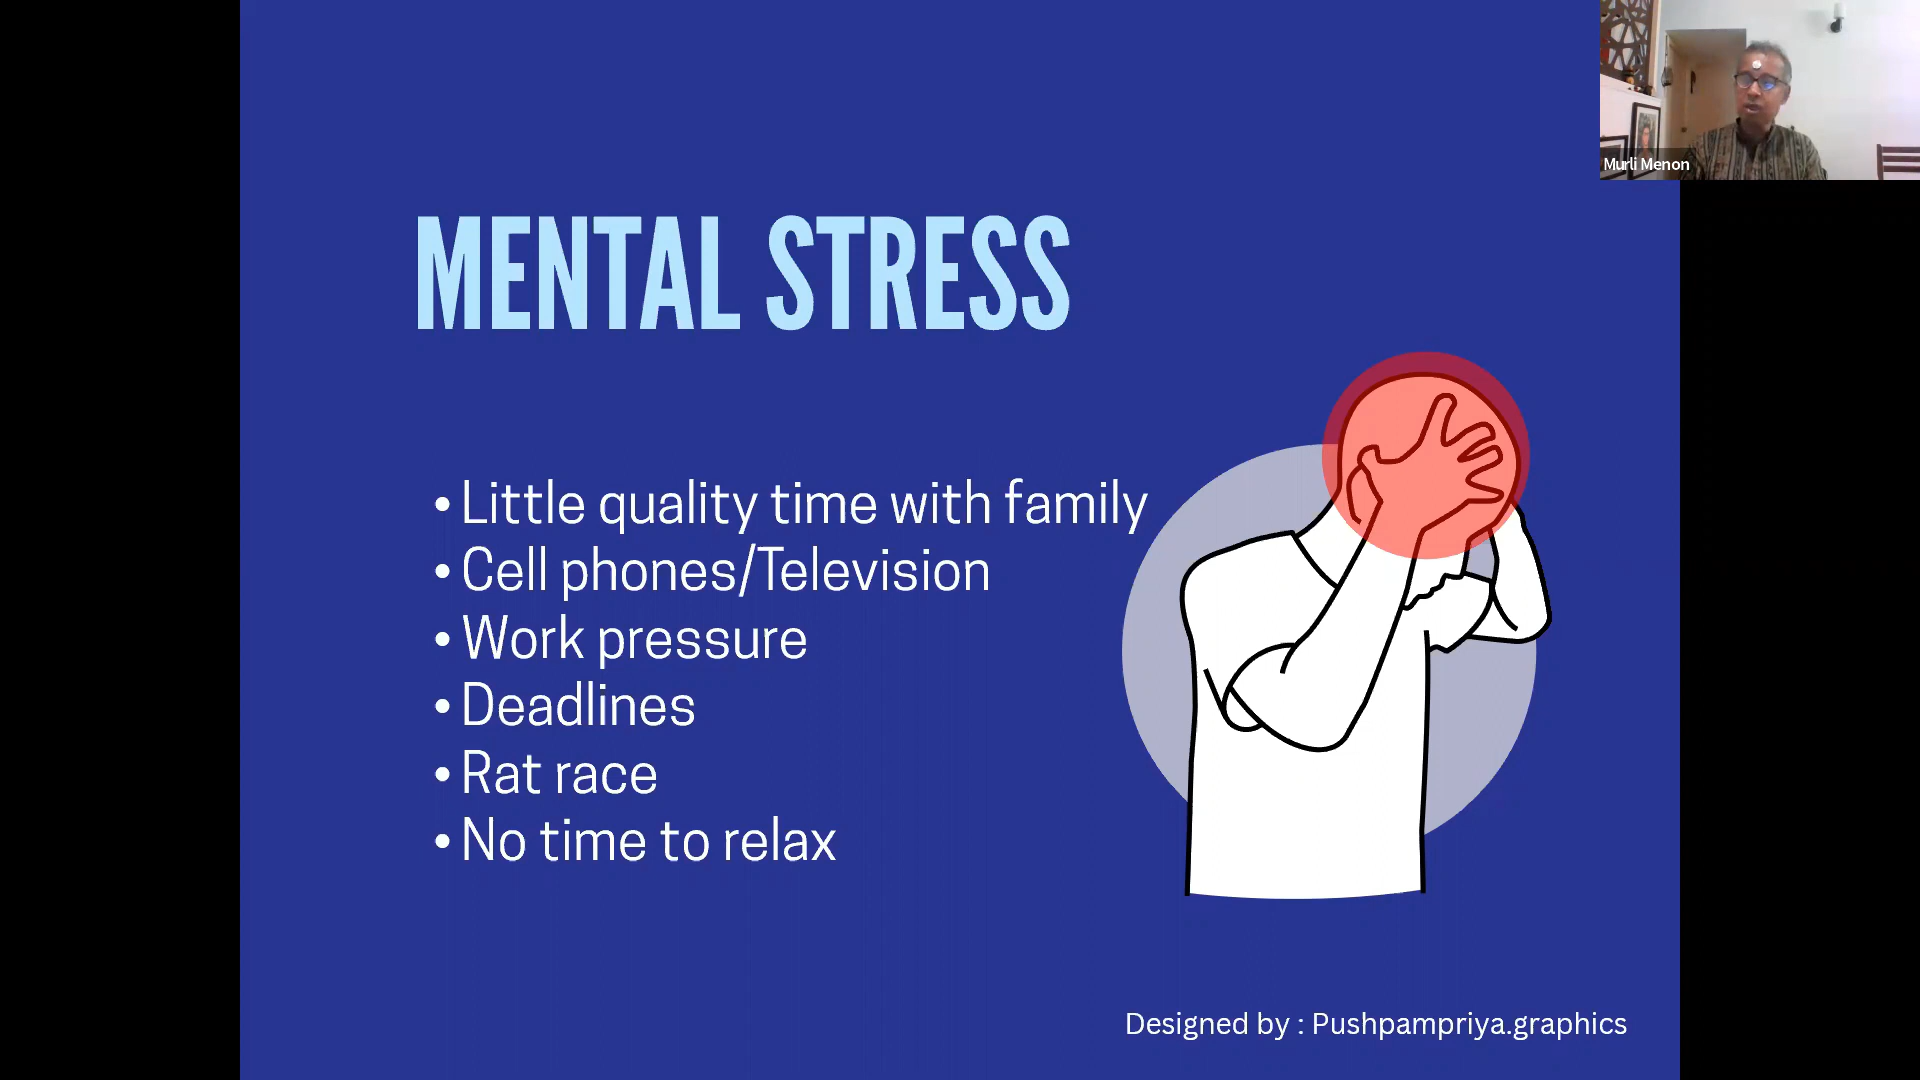 Murli Menon
MENTAL STRESS
• Little quality time with family
• Cell phones/Television
• Work pressure
• Deadlines
• Rat race
• No time to relax
Designed by : Pushpampriya.graphics